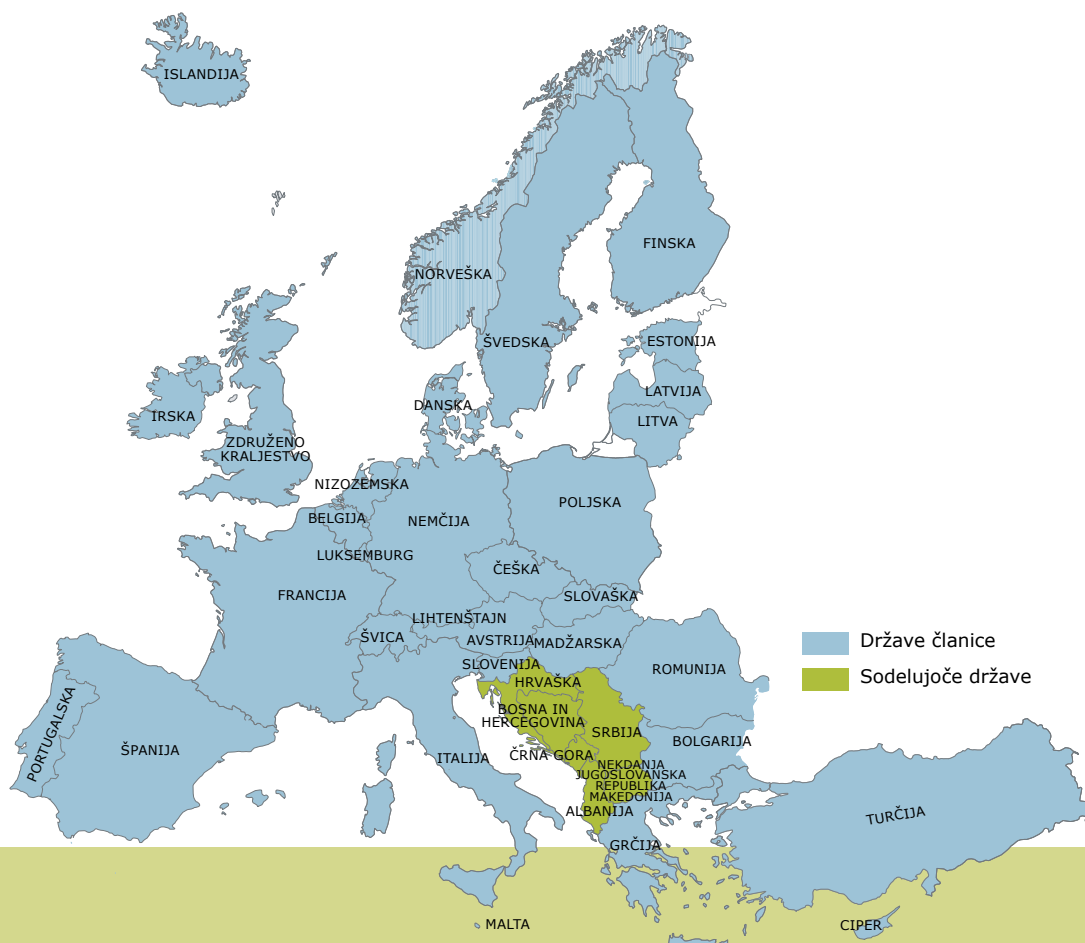 ISLANDIJA
FINSKA
NORVEŠKA
ŠVEDSKA
ESTONIJA
LATVIJA
LITVA
DANSKA
IRSKA
ZDRUŽENO
KRALJESTVO
NIZOZEMSKA
BELGIJA
NEMČIJA
POLJSKA
LUKSEMBURG
ČEŠKA
FRANCIJA
SLOVAŠKA
LIHTENŠTAJN
ŠVICA
AVSTRIJA
MADŽARSKA
Države članice
SLOVENIJA
ROMUNIJA
Sodelujoče države
HRVAŠKA
BOSNA IN
HERCEGOVINA
SRBIJA
PORTUGALSKA
ŠPANIJA
ITALIJA
ČRNA GORA
BOLGARIJA
NEKDANJA
JUGOSLOVANSKA
REPUBLIKA
MAKEDONIJA
ALBANIJA
TURČIJA
GRČIJA
MALTA
CIPER